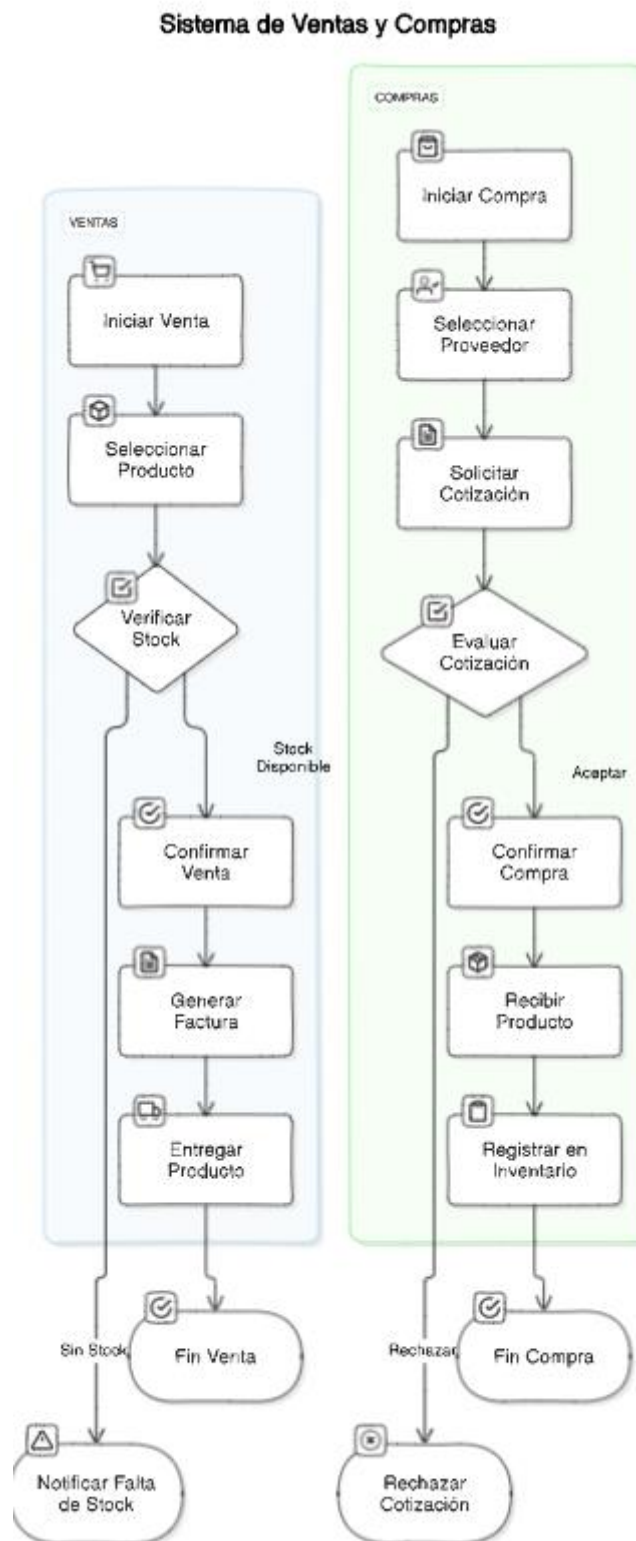 Sistema de Ventas y Compras
VENTAS
Iniciar Venta
Seleccionar
Producto
Verificar
Stock
Stock
Disponible
Confirmar
Venta
Generar
Factura
Entregar
Producto
Sin Stock
Fin Venta
Notificar Falta
de Stock
COMPRAS
Iniciar Compra
Seleccionar
Proveedor
Solicitar
Cotización
Evaluar
Cotización
Aceptar
Confirmar
Compra
Recibir
Producto
Registrar en
Inventario
Rechazar
Fin Compra
Rechazar
Cotización